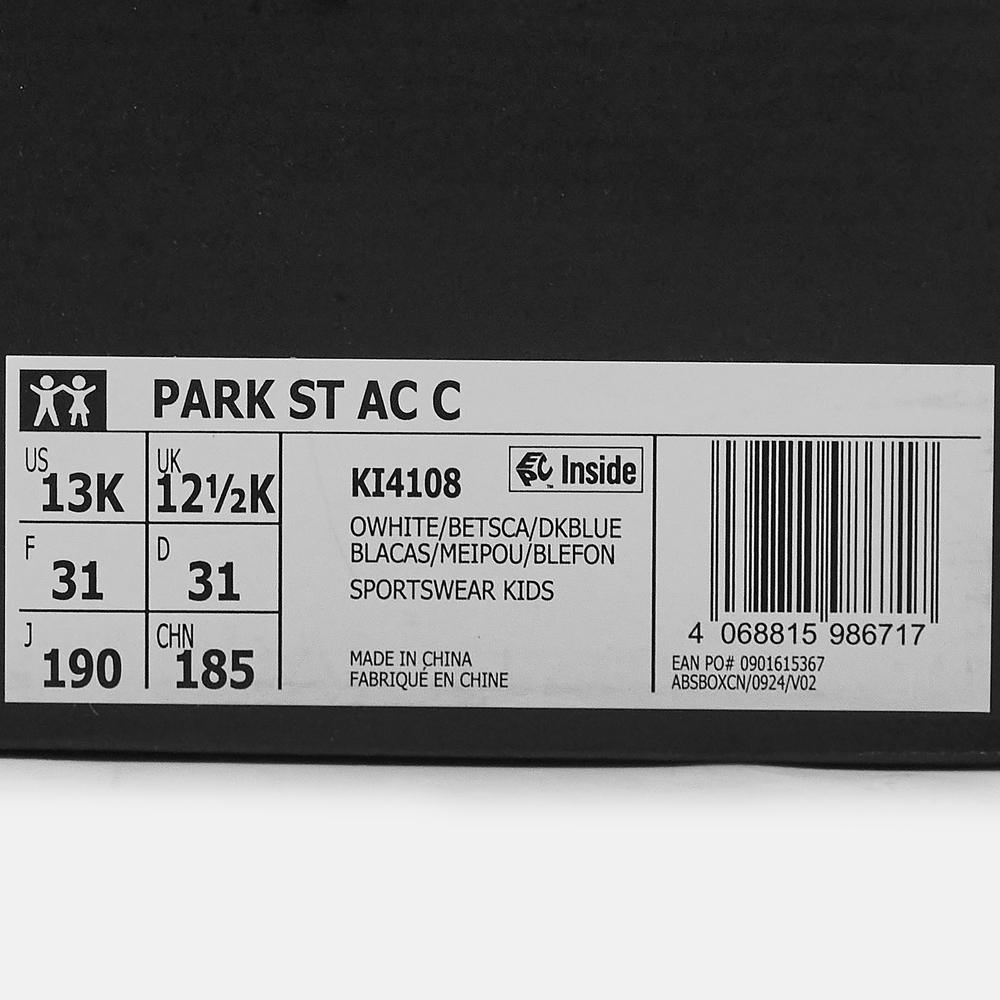 PARK ST AC C
US 13K
UK 12½K
F 31
D 31
J 190
CHN 185
KI4108
EPC Inside
™
OWHITE/BETSCA/DKBLUE
BLACAS/MEIPOU/BLEFON
SPORTSWEAR KIDS
MADE IN CHINA
FABRIQUÉ EN CHINE
4 068815 986717
EAN PO# 0901615367
ABSBOXCN/0924/V02